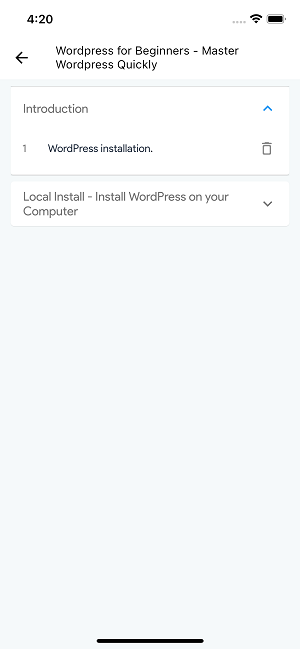 4:20
Wordpress for Beginners - Master
Wordpress Quickly
Introduction
1 WordPress installation.
Local Install - Install WordPress on your
Computer